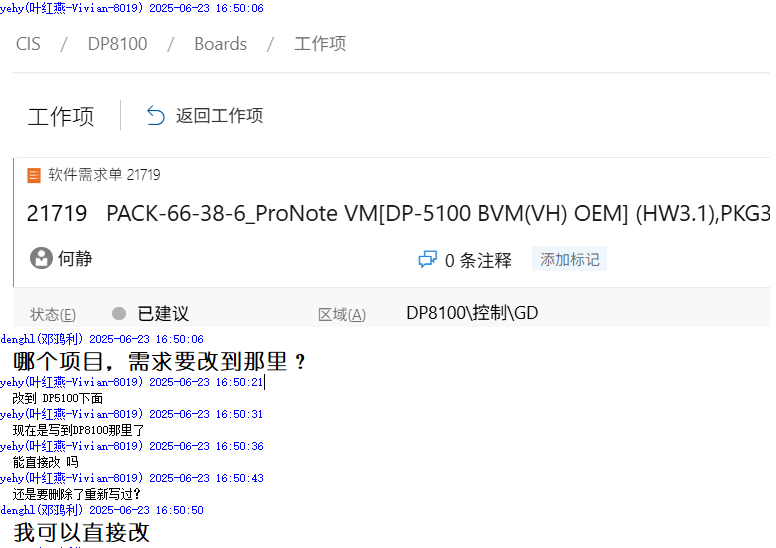 yehy(叶红燕-Vivian-8019) 2025-06-23 16:50:06
CIS / DP8100 / Boards / 工作项
工作项 返回工作项
软件需求单 21719
21719 PACK-66-38-6_ProNote VM[DP-5100 BVM(VH) OEM] (HW3.1),PKG3
何静 0 条注释 添加标记
状态(E) 已建议 区域(A) DP8100\控制\GD
denghl(邓鸿利) 2025-06-23 16:50:06
哪个项目，需求要改到那里？
yehy(叶红燕-Vivian-8019) 2025-06-23 16:50:21
改到 DP5100下面
yehy(叶红燕-Vivian-8019) 2025-06-23 16:50:31
现在是写到DP8100那里了
yehy(叶红燕-Vivian-8019) 2025-06-23 16:50:36
能直接改 吗
yehy(叶红燕-Vivian-8019) 2025-06-23 16:50:43
还是要删除了重新写过?
denghl(邓鸿利) 2025-06-23 16:50:50
我可以直接改